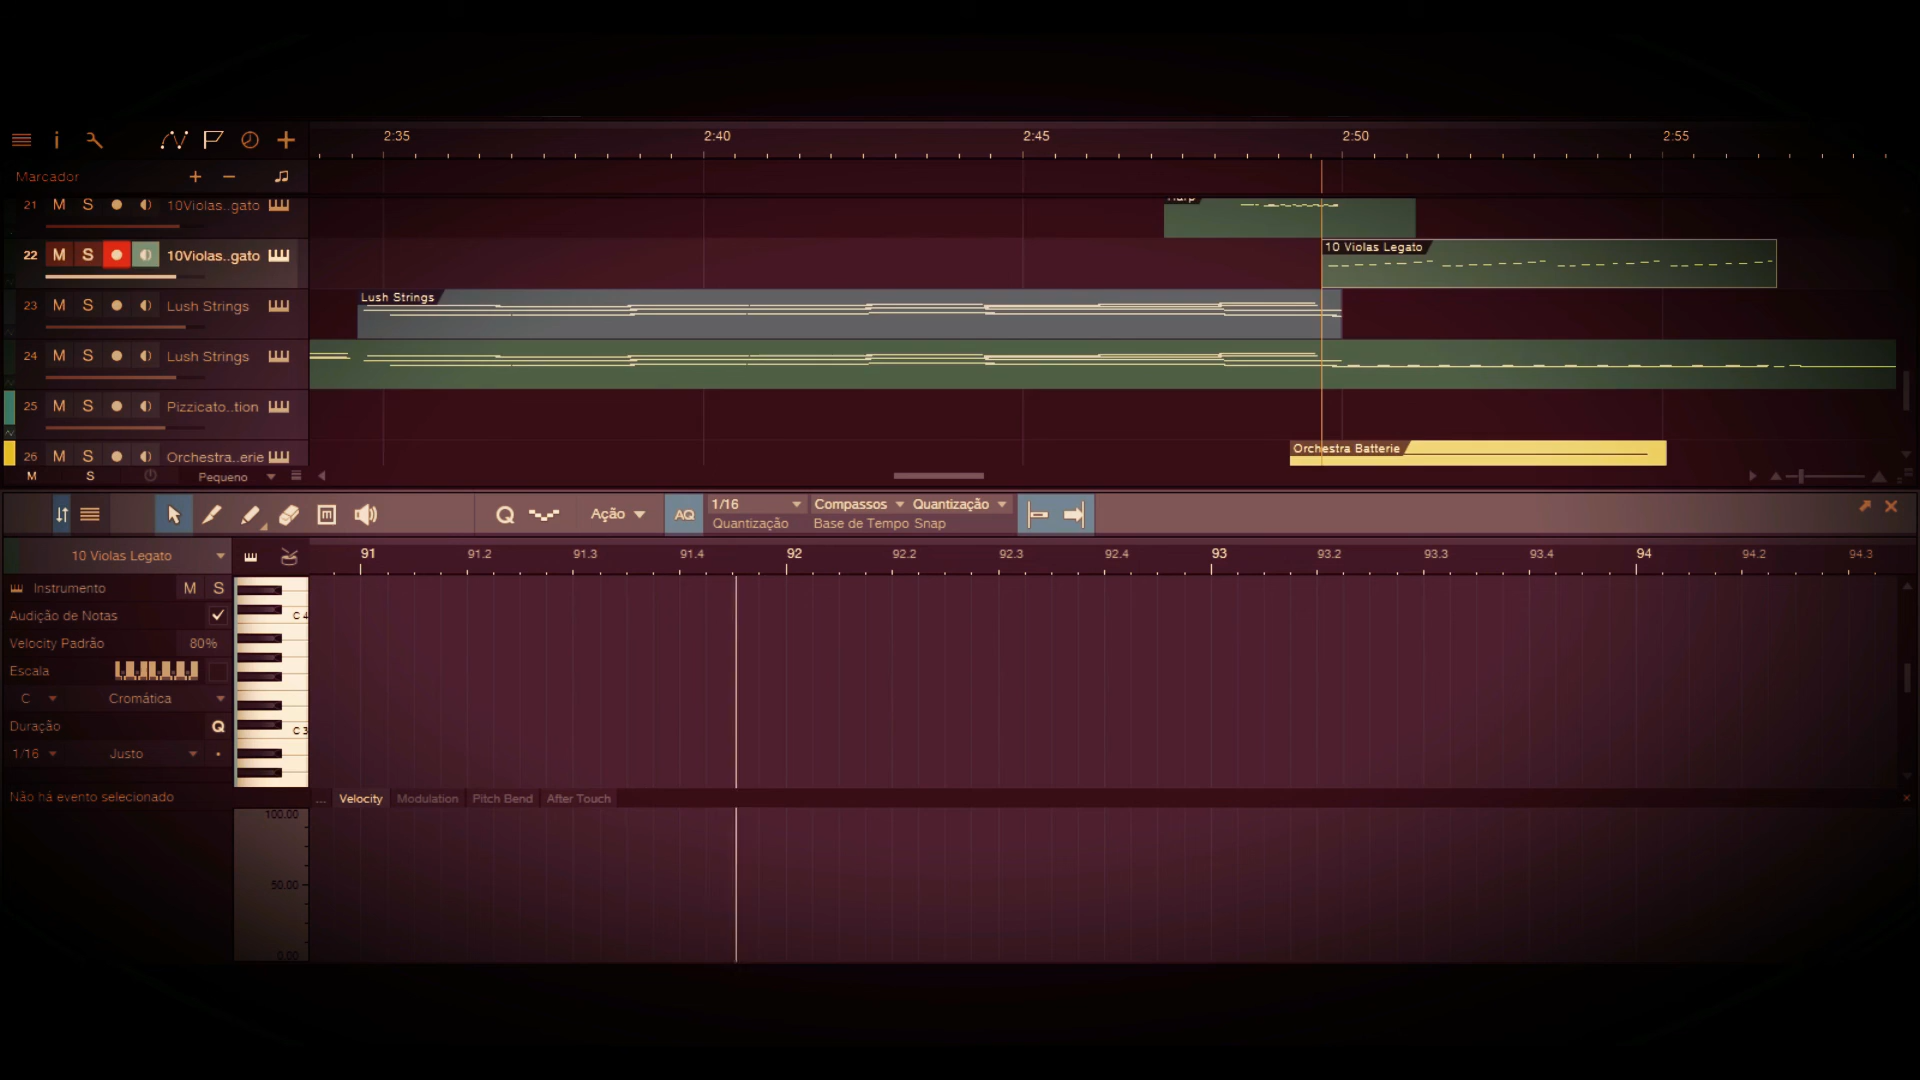 2:35 2:40 2:45 2:50 2:55
Marcador
21 M S 10Violas..gato
Harp
22 M S 10Violas..gato
10 Violas Legato
23 M S Lush Strings
Lush Strings
24 M S Lush Strings
25 M S Pizzicato..tion
26 M S Orchestra..erie
Orchestra Batterie
M S Pequeno
Q Ação AQ 1/16 Compassos Quantização
Quantização Base de Tempo Snap
10 Violas Legato
91 91.2 91.3 91.4 92 92.2 92.3 92.4 93 93.2 93.3 93.4 94 94.2 94.3
Instrumento M S
Audição de Notas
C 4
Velocity Padrão 80%
Escala
C Cromática
Duração Q
C 3
1/16 Justo
Não há evento selecionado
... Velocity Modulation Pitch Bend After Touch
100.00
50.00
0.00